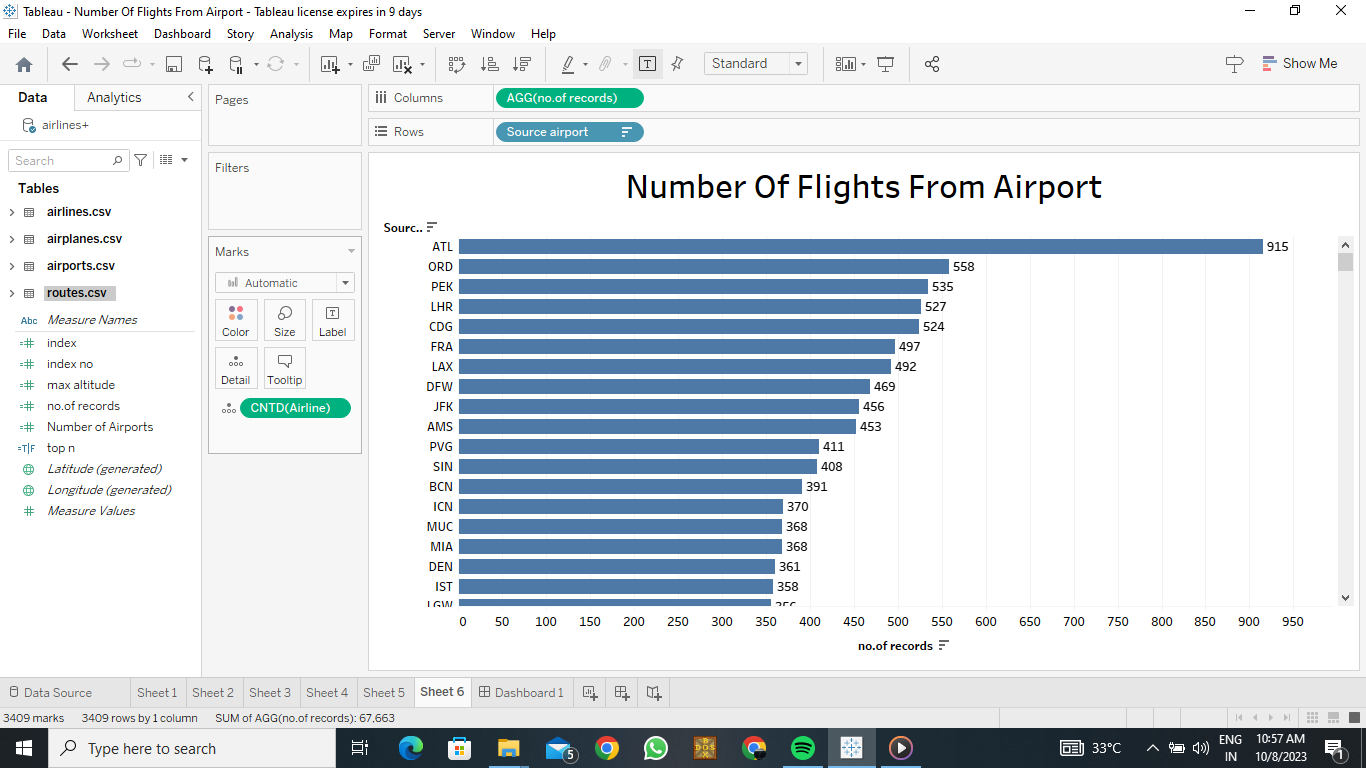 Tableau - Number Of Flights From Airport - Tableau license expires in 9 days
File Data Worksheet Dashboard Story Analysis Map Format Server Window Help
Standard
Show Me
Data Analytics
airlines+
Search
Tables
airlines.csv
airplanes.csv
airports.csv
routes.csv
Abc Measure Names
index
index no
max altitude
no.of records
Number of Airports
T|F top n
Latitude (generated)
Longitude (generated)
Measure Values
Pages
Filters
Marks
Automatic
Color Size Label
Detail Tooltip
CNTD(Airline)
Columns AGG(no.of records)
Rows Source airport
Number Of Flights From Airport
Sourc..
ATL 915
ORD 558
PEK 535
LHR 527
CDG 524
FRA 497
LAX 492
DFW 469
JFK 456
AMS 453
PVG 411
SIN 408
BCN 391
ICN 370
MUC 368
MIA 368
DEN 361
IST 358
LGW 356
0 50 100 150 200 250 300 350 400 450 500 550 600 650 700 750 800 850 900 950
no.of records
Data Source Sheet 1 Sheet 2 Sheet 3 Sheet 4 Sheet 5 Sheet 6 Dashboard 1
3409 marks 3409 rows by 1 column SUM of AGG(no.of records): 67,663
Type here to search
5
33°C
ENG
IN
10:57 AM
10/8/2023
1